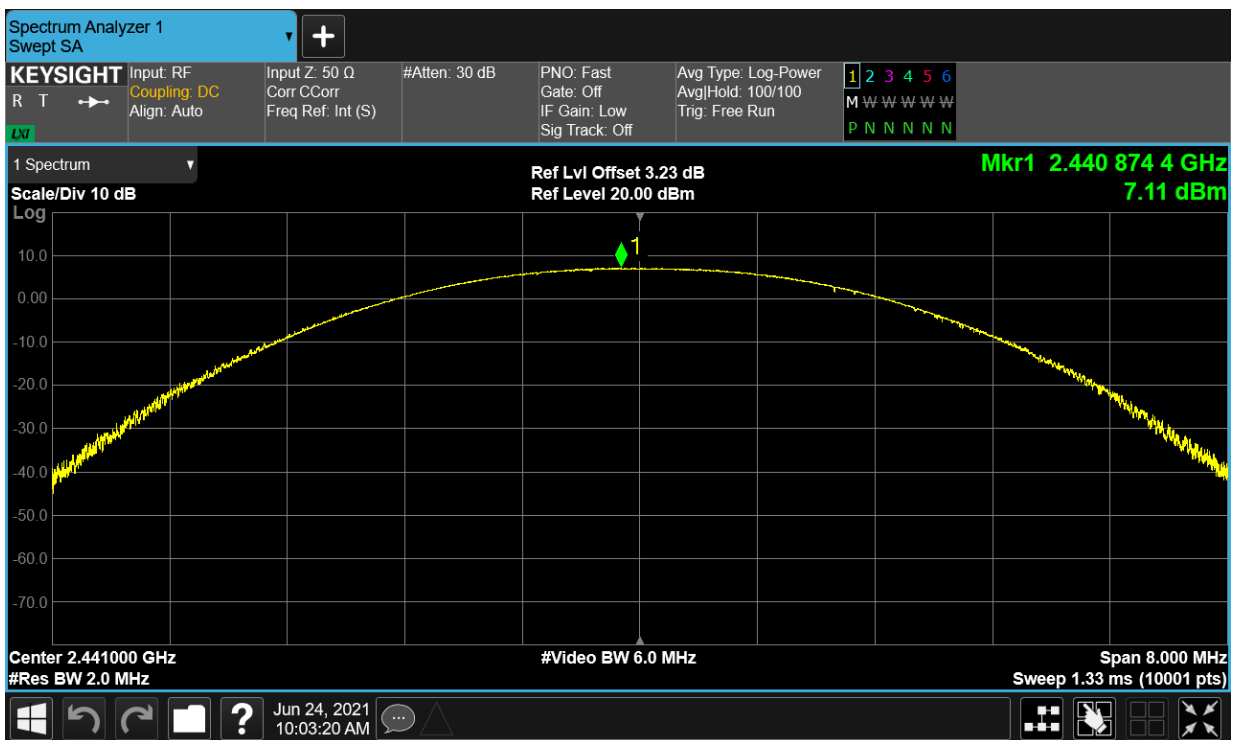 Spectrum Analyzer 1
Swept SA
+
KEYSIGHT
R T
LXI
Input: RF
Coupling: DC
Align: Auto
Input Z: 50 Ω
Corr CCorr
Freq Ref: Int (S)
#Atten: 30 dB
PNO: Fast
Gate: Off
IF Gain: Low
Sig Track: Off
Avg Type: Log-Power
Avg|Hold: 100/100
Trig: Free Run
1 2 3 4 5 6
M W W W W W
P N N N N N
1 Spectrum
Scale/Div 10 dB
Log
Ref Lvl Offset 3.23 dB
Ref Level 20.00 dBm
Mkr1 2.440 874 4 GHz
7.11 dBm
1
10.0
0.00
-10.0
-20.0
-30.0
-40.0
-50.0
-60.0
-70.0
Center 2.441000 GHz
#Res BW 2.0 MHz
#Video BW 6.0 MHz
Span 8.000 MHz
Sweep 1.33 ms (10001 pts)
?
Jun 24, 2021
10:03:20 AM